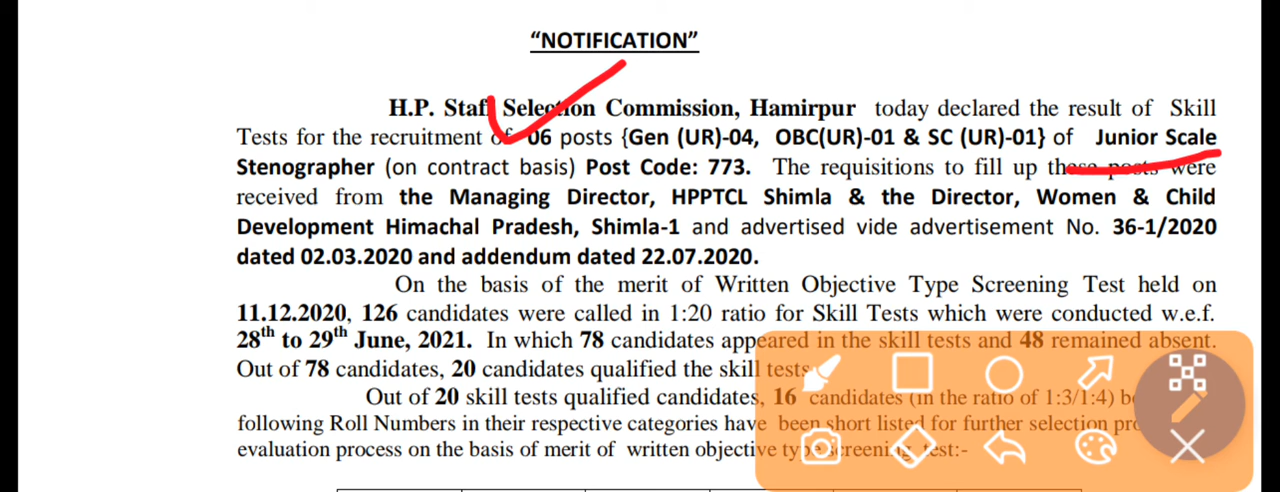 “NOTIFICATION”
H.P. Staff Selection Commission, Hamirpur today declared the result of Skill
Tests for the recruitment of 06 posts {Gen (UR)-04, OBC(UR)-01 & SC (UR)-01} of Junior Scale
Stenographer (on contract basis) Post Code: 773. The requisitions to fill up these posts were
received from the Managing Director, HPPTCL Shimla & the Director, Women & Child
Development Himachal Pradesh, Shimla-1 and advertised vide advertisement No. 36-1/2020
dated 02.03.2020 and addendum dated 22.07.2020.
On the basis of the merit of Written Objective Type Screening Test held on
11.12.2020, 126 candidates were called in 1:20 ratio for Skill Tests which were conducted w.e.f.
28th to 29th June, 2021. In which 78 candidates appeared in the skill tests and 48 remained absent.
Out of 78 candidates, 20 candidates qualified the skill tests
Out of 20 skill tests qualified candidates, 16 candidates (in the ratio of 1:3/1:4)
following Roll Numbers in their respective categories have been short listed for further selection
evaluation process on the basis of merit of written objective type screening test:-